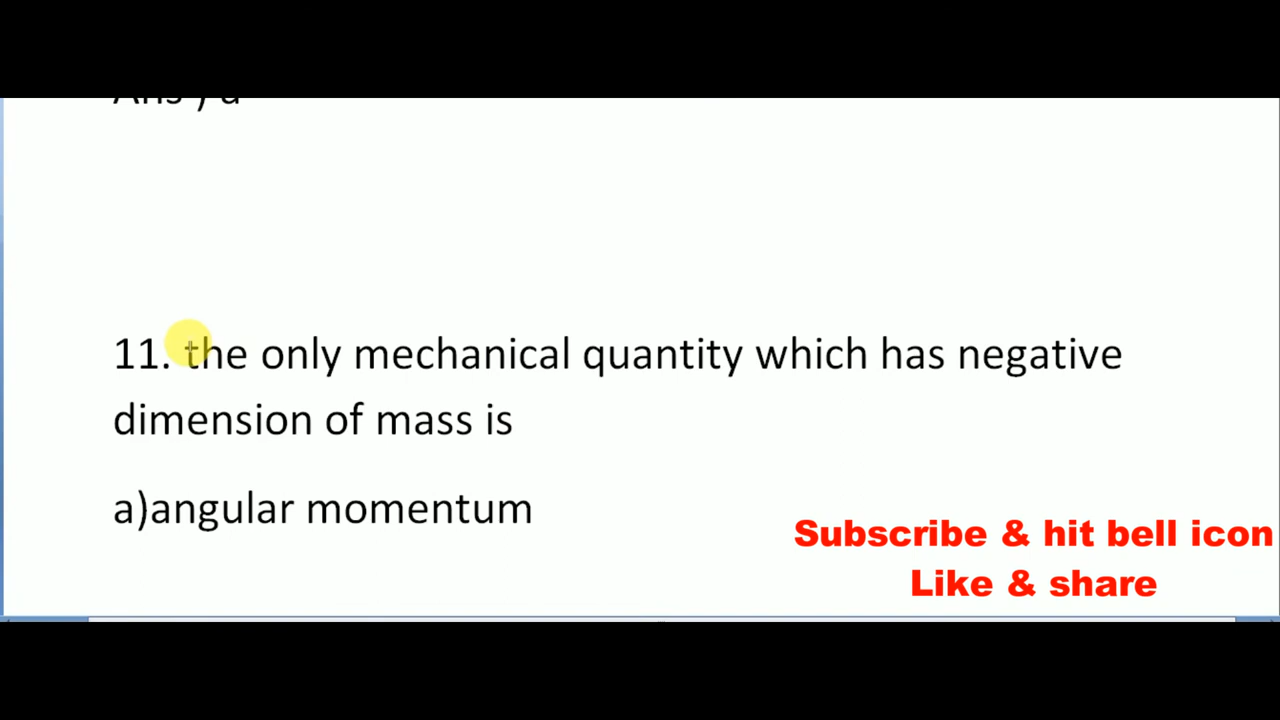 11. the only mechanical quantity which has negative
dimension of mass is
a)angular momentum
Subscribe & hit bell icon
Like & share